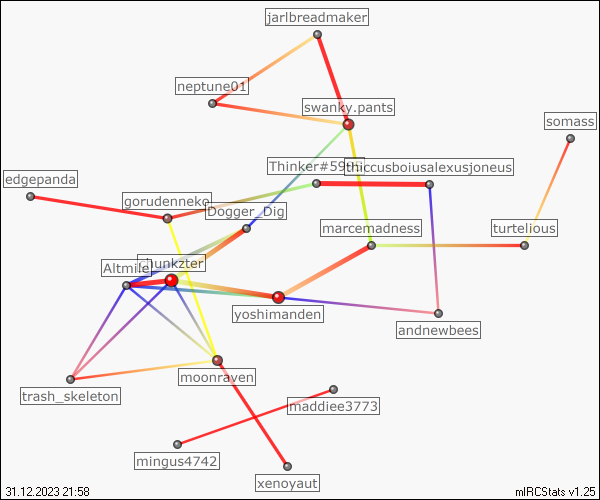 jarlbreadmaker
neptune01
swanky.pants
somass
Thinker#59
thiccusboiusalexusjoneus
edgepanda
gorudenneko
Dogger_Dig
marcemadness
turtelious
Altmile
chunkzter
yoshimanden
andnewbees
moonraven
trash_skeleton
maddiee3773
mingus4742
xenoyaut
31.12.2023 21:58
mIRCStats v1.25